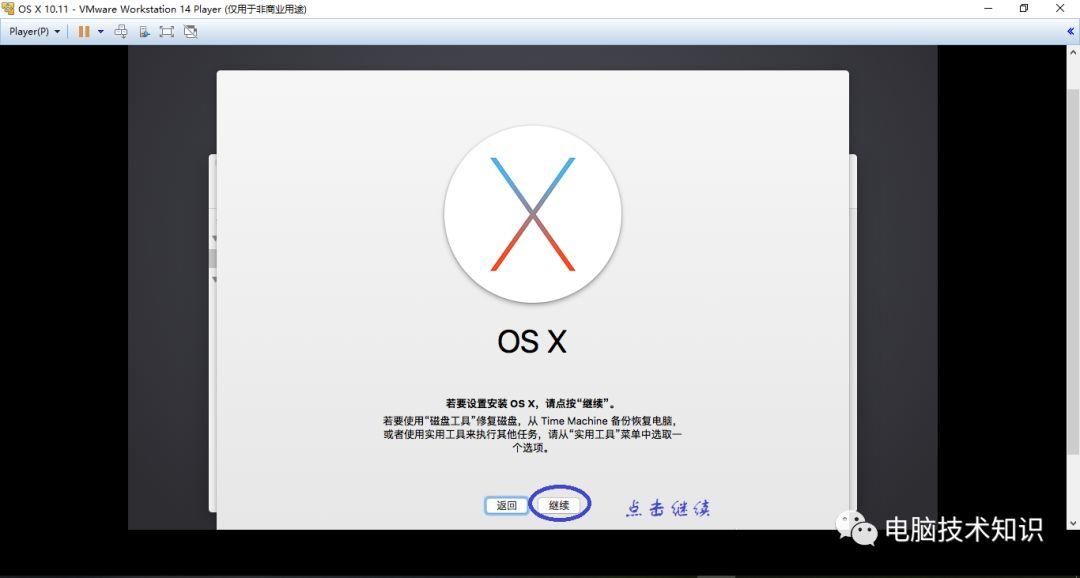 OS X 10.11 - VMware Workstation 14 Player (仅用于非商业用途)
Player(P)
OS X
若要设置安装 OS X，请点按“继续”。
若要使用“磁盘工具”修复磁盘，从 Time Machine 备份恢复电脑，
或者使用实用工具来执行其他任务，请从“实用工具”菜单中选取一
个选项。
返回 继续 点击继续
电脑技术知识